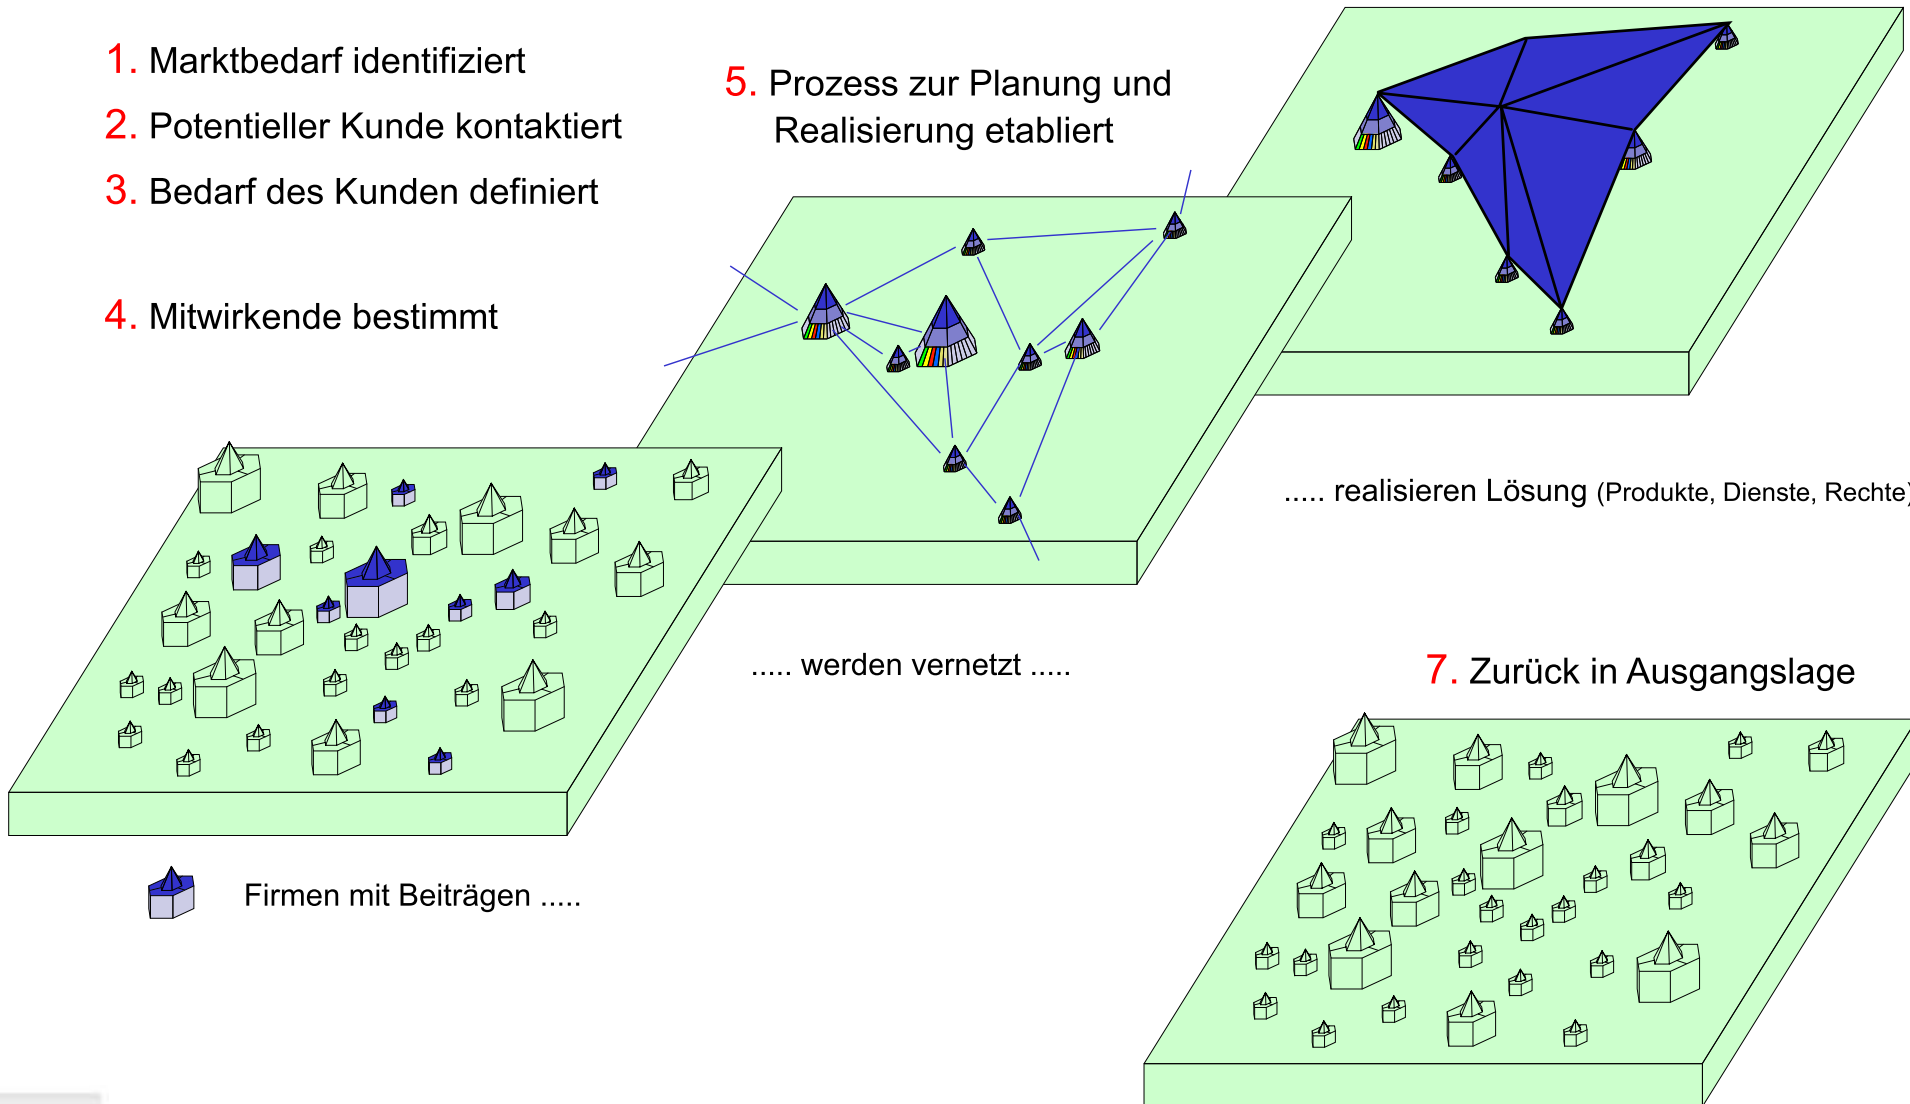 1. Marktbedarf identifiziert
2. Potentieller Kunde kontaktiert
3. Bedarf des Kunden definiert
4. Mitwirkende bestimmt
5. Prozess zur Planung und
Realisierung etabliert
..... realisieren Lösung (Produkte, Dienste, Rechte)
..... werden vernetzt .....
7. Zurück in Ausgangslage
Firmen mit Beiträgen .....